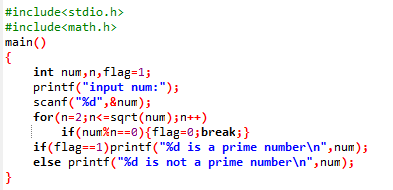 #include<stdio.h>
#include<math.h>
main()
{
    int num,n,flag=1;
    printf("input num:");
    scanf("%d",&num);
    for(n=2;n<=sqrt(num);n++)
        if(num%n==0){flag=0;break;}
    if(flag==1)printf("%d is a prime number\n",num);
    else printf("%d is not a prime number\n",num);
}